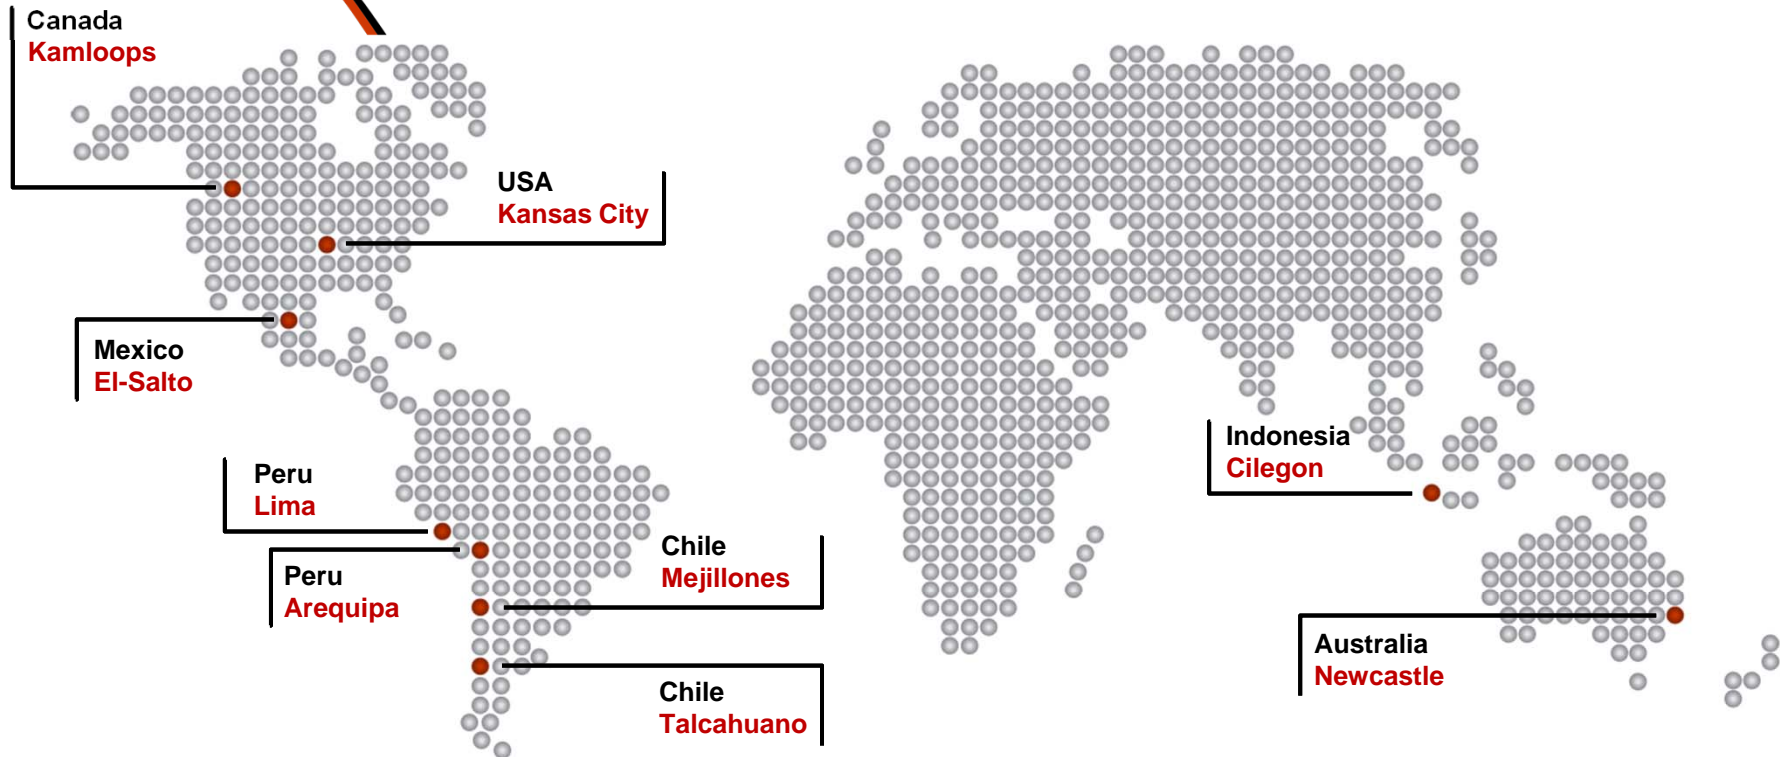 Canada
Kamloops
USA
Kansas City
Mexico
El-Salto
Peru
Lima
Peru
Arequipa
Chile
Mejillones
Chile
Talcahuano
Indonesia
Cilegon
Australia
Newcastle